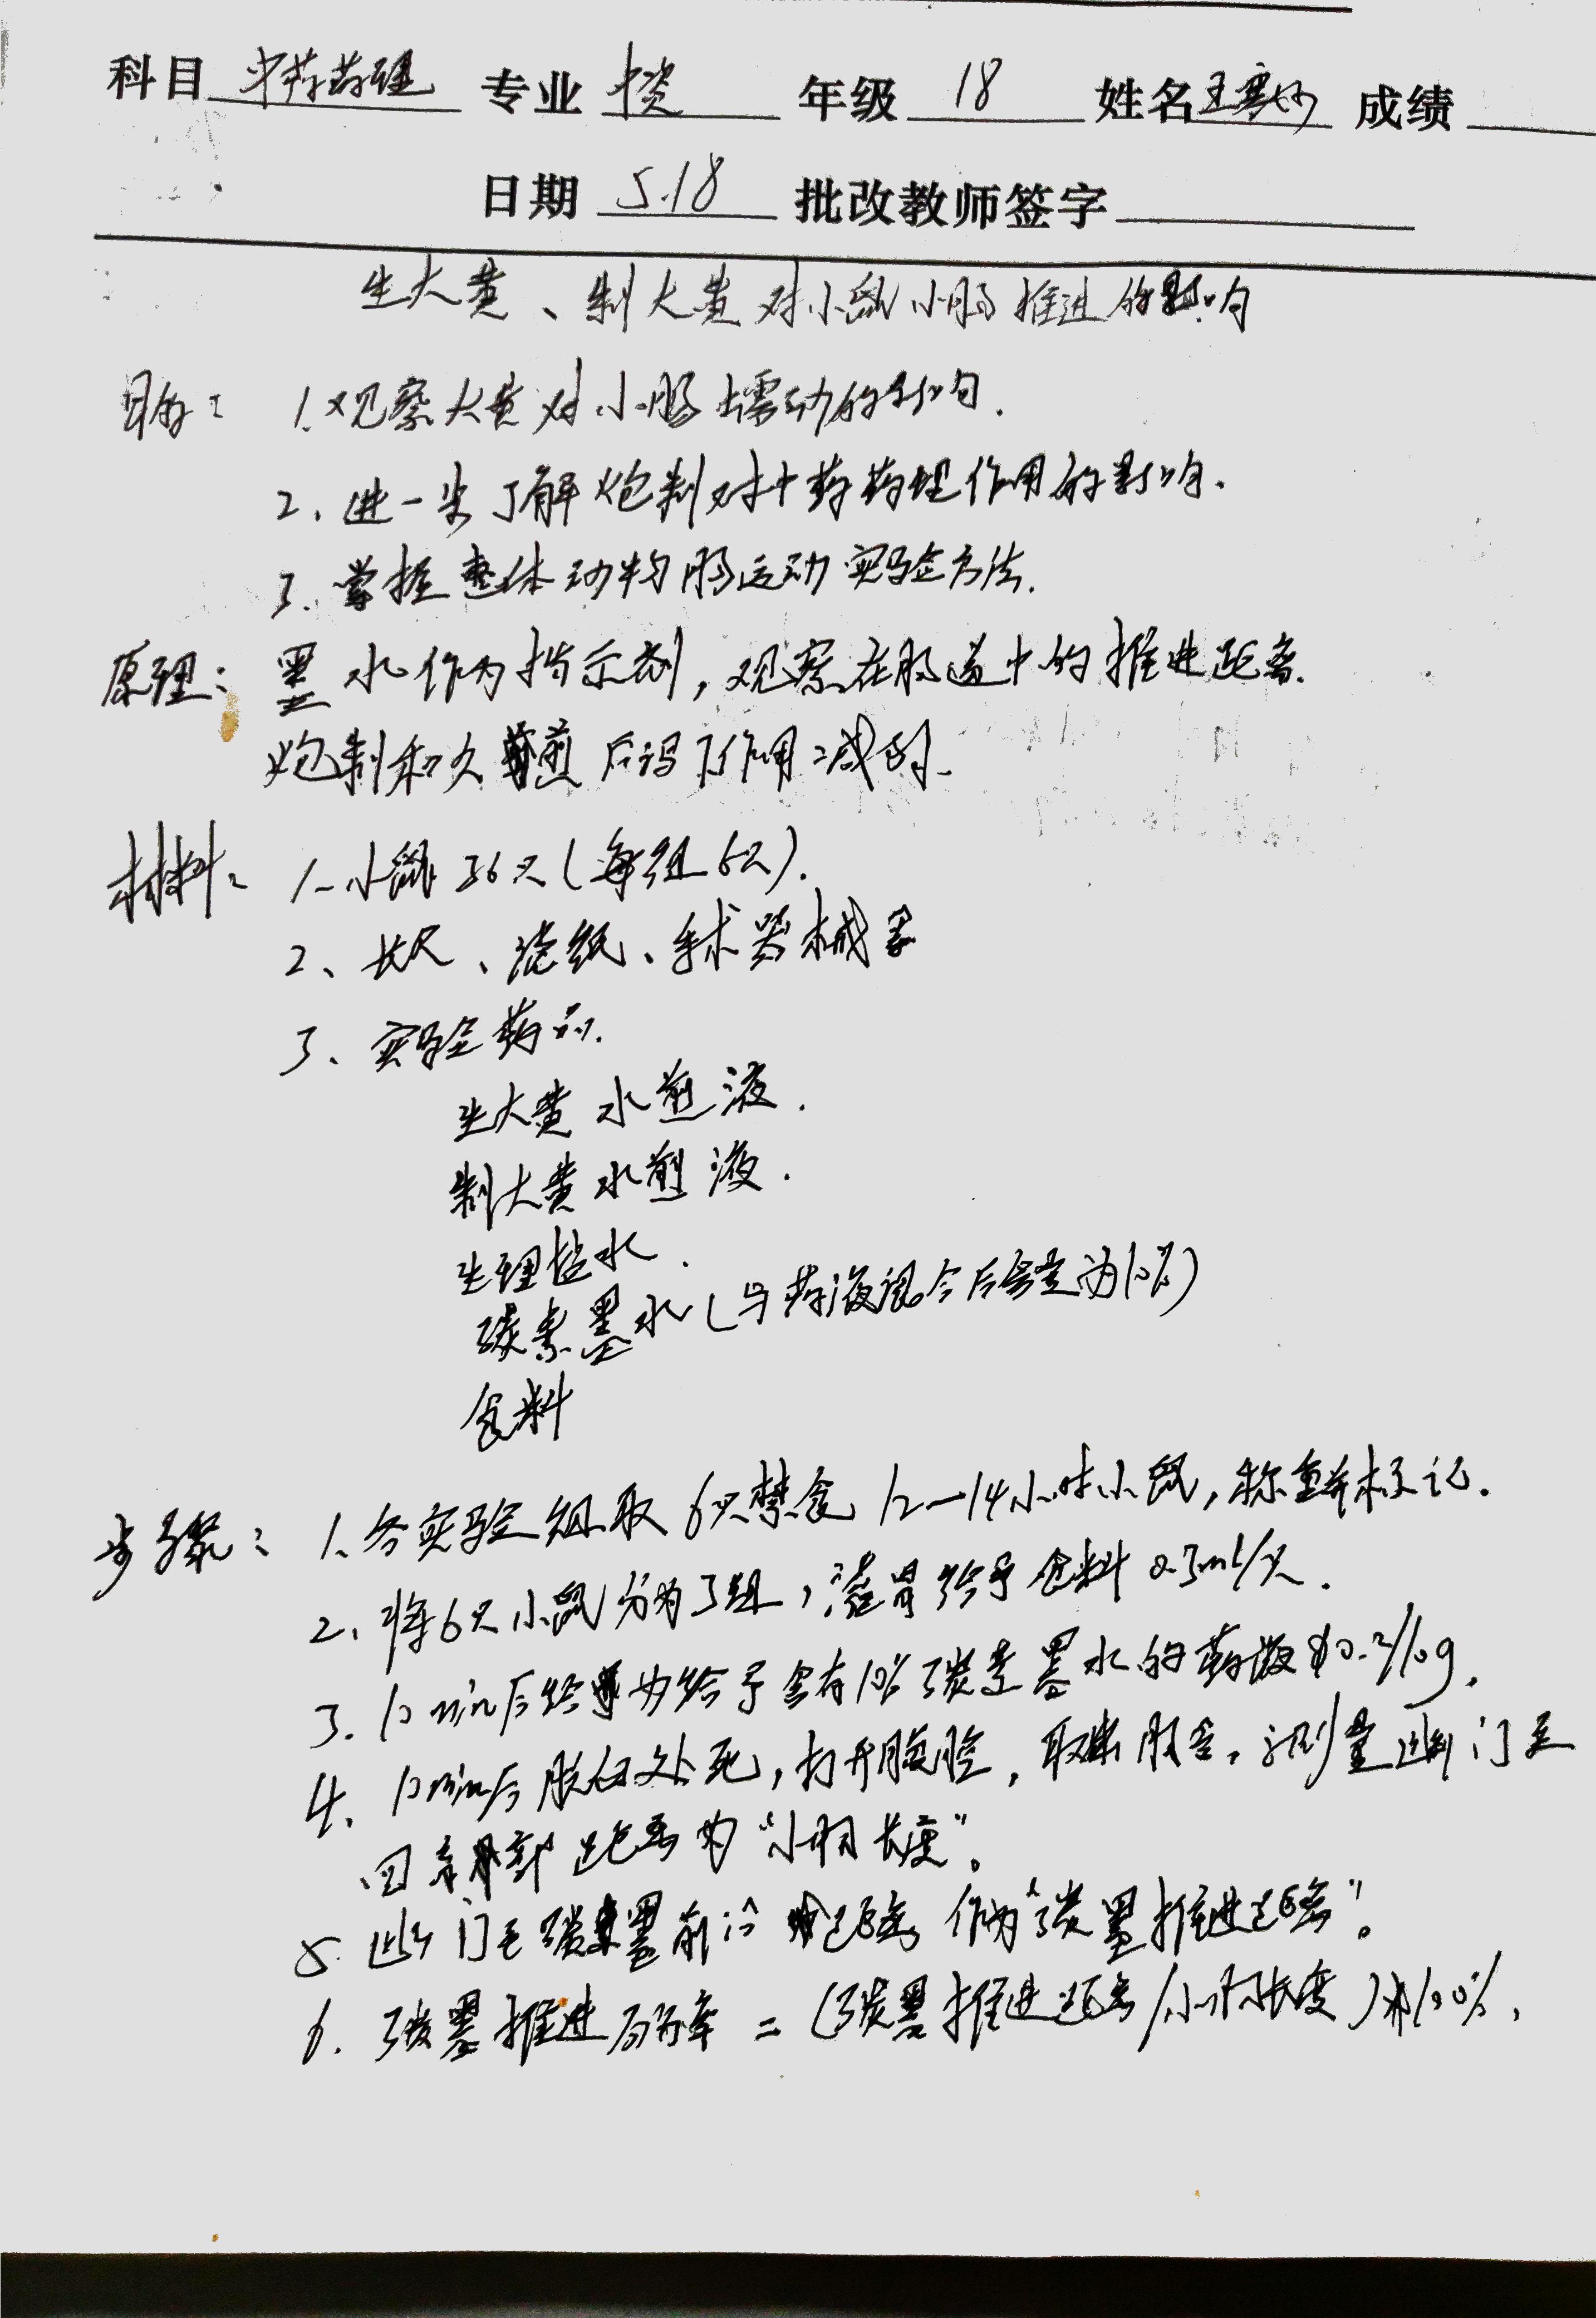 科目 中药药理 专业 中资 年级 18 姓名 王 成绩
日期 5.18 批改教师签字
生大黄、制大黄对小鼠小肠推进的影响
目的: 1.观察大黄对小肠蠕动的影响.
2、进一步了解炮制对中药药理作用的影响.
3. 掌握整体动物肠运动实验方法.
原理: 墨水作为指示剂,观察在肠道中的推进距离.
炮制和久煎后泻下作用减弱.
材料: 1、小鼠36只(每组6只).
2、长尺、滤纸、手术器械等
3、实验药品.
生大黄水煎液.
制大黄水煎液.
生理盐水.
碳素墨水(与药液混合后含量为10%)
食料
步骤: 1、各实验组取6只禁食12—14小时小鼠,称重并标记.
2、将6只小鼠分为3组,灌胃给予食料0.3ml/只.
3. 10min后经胃为给予含有10%碳素墨水的药液为0.2/10g.
4. 10min后脱白处死,打开腹腔,取出肠管,测量幽门至
回盲部距离为“小肠长度”。
5. 幽门至碳墨前沿距离作为“碳墨推进距离”。
6. 碳墨推进百分率=(碳墨推进距离/小肠长度)×100%.